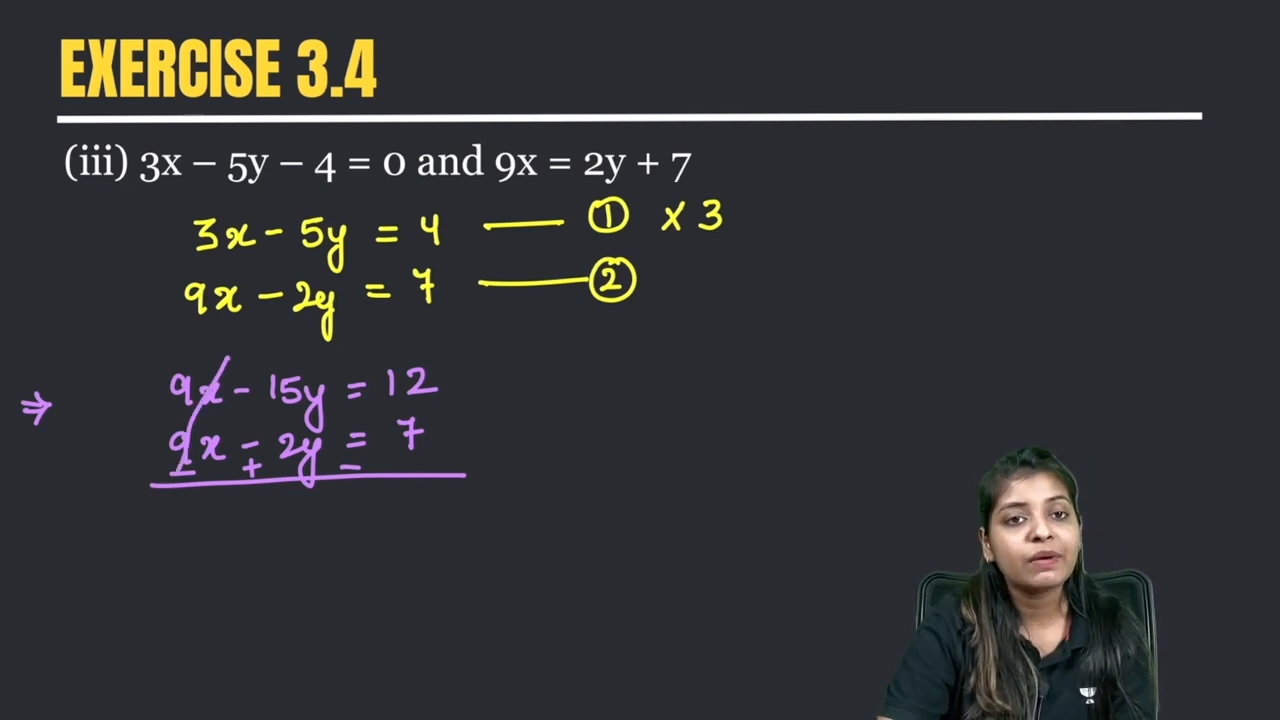 EXERCISE 3.4
(iii) 3x – 5y – 4 = 0 and 9x = 2y + 7
3x - 5y = 4 —— ① × 3
9x - 2y = 7 —— ②
⇒ 9x - 15y = 12
9x - 2y = 7
- + -